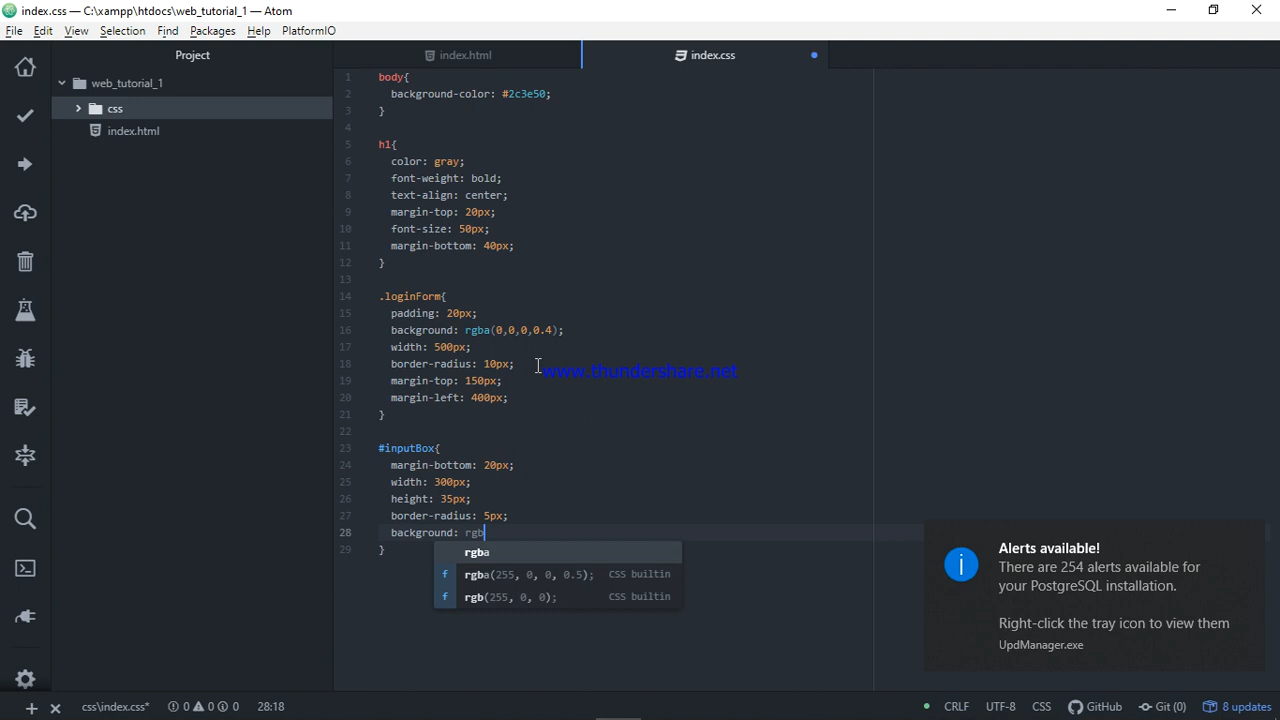 index.css — C:\xampp\htdocs\web_tutorial_1 — Atom
File Edit View Selection Find Packages Help PlatformIO
Project
index.html
index.css
web_tutorial_1
css
index.html
1 body{
2 background-color: #2c3e50;
3 }
4
5 h1{
6 color: gray;
7 font-weight: bold;
8 text-align: center;
9 margin-top: 20px;
10 font-size: 50px;
11 margin-bottom: 40px;
12 }
13
14 .loginForm{
15 padding: 20px;
16 background: rgba(0,0,0,0.4);
17 width: 500px;
18 border-radius: 10px;
www.thundershare.net
19 margin-top: 150px;
20 margin-left: 400px;
21 }
22
23 #inputBox{
24 margin-bottom: 20px;
25 width: 300px;
26 height: 35px;
27 border-radius: 5px;
28 background: rgb
29 }
rgba
f rgba(255, 0, 0, 0.5); CSS builtin
f rgb(255, 0, 0); CSS builtin
Alerts available!
There are 254 alerts available for
your PostgreSQL installation.
Right-click the tray icon to view them
UpdManager.exe
css\index.css* 0 0 0 28:18 CRLF UTF-8 CSS GitHub Git (0) 8 updates